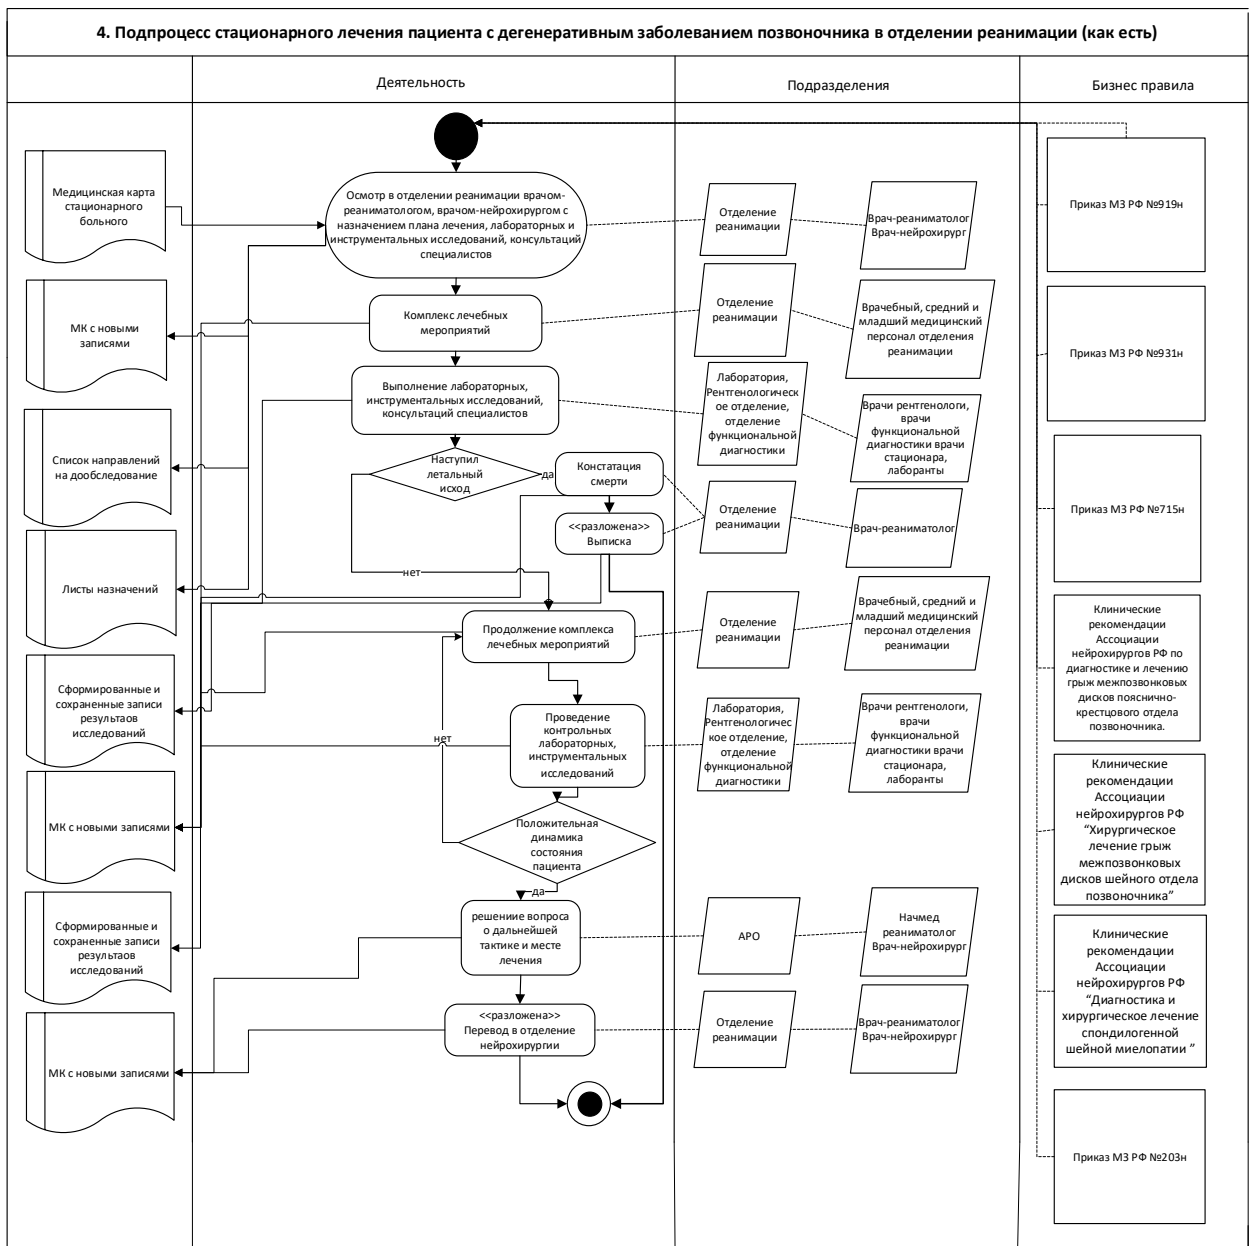 4. Подпроцесс стационарного лечения пациента с дегенеративным заболеванием позвоночника в отделении реанимации (как есть)
Деятельность
Подразделения
Бизнес правила
Медицинская карта
стационарного
больного
МК с новыми
записями
Список направлений
на дообследование
Листы назначений
Сформированные и
сохраненные записи
результаов
исследований
МК с новыми записями
Сформированные и
сохраненные записи
результаов
исследований
МК с новыми записями
Осмотр в отделении реанимации врачом-
реаниматологом, врачом-нейрохирургом с
назначением плана лечения, лабораторных и
инструментальных исследований, консультаций
специалистов
Комплекс лечебных
мероприятий
Выполнение лабораторных,
инструментальных исследований,
консультаций специалистов
Наступил
летальный
исход
да
Констатация
смерти
<<разложена>>
Выписка
нет
Продолжение комплекса
лечебных мероприятий
Проведение
контрольных
лабораторных,
инструментальных
исследований
нет
Положительная
динамика
состояния
пациента
да
решениие вопроса
о дальнейшей
тактике и месте
лечения
<<разложена>>
Перевод в отделение
нейрохирургии
Отделение
реанимации
Врач-реаниматолог
Врач-нейрохирург
Отделение
реанимации
Врачебный, средний и
младший медицинский
персонал отделения
реанимации
Лаборатория,
Рентгенологическ
ое отделение,
отделение
функциональной
диагностики
Врачи рентгенологи,
врачи
функциональной
диагностики врачи
стационара,
лаборанты
Отделение
реанимации
Врач-реаниматолог
Отделение
реанимации
Врачебный, средний и
младший медицинский
персонал отделения
реанимации
Лаборатория,
Рентгенологичес
кое отделение,
отделение
функциональной
диагностики
Врачи рентгенологи,
врачи
функциональной
диагностики врачи
стационара,
лаборанты
АРО
Начмед
реаниматолог
Врач-нейрохирург
Отделение
реанимации
Врач-реаниматолог
Врач-нейрохирург
Приказ МЗ РФ №919н
Приказ МЗ РФ №931н
Приказ МЗ РФ №715н
Клинические
рекомендации
Ассоциации
нейрохирургов РФ по
диагностике и лечению
грыж межпозвонковых
дисков пояснично-
крестцового отдела
позвоночника.
Клинические
рекомендации
Ассоциации
нейрохирургов РФ
“Хирургическое
лечение грыж
межпозвонковых
дисков шейного отдела
позвоночника”
Клинические
рекомендации
Ассоциации
нейрохирургов РФ
“Диагностика и
хирургическое лечение
спондилогенной
шейной миелопатии ”
Приказ МЗ РФ №203н